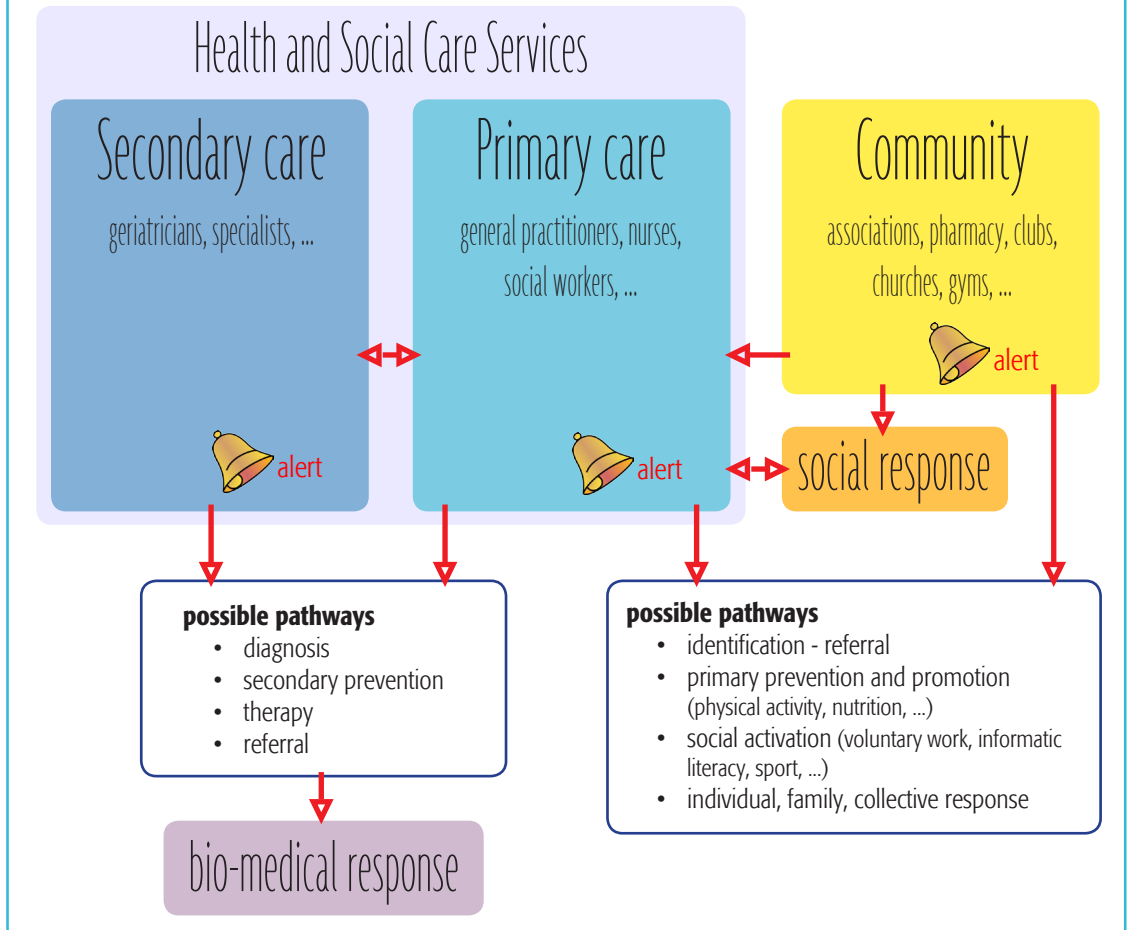 Health and Social Care Services
Secondary care
geriatricians, specialists, ...
alert
Primary care
general practitioners, nurses,
social workers, ...
alert
Community
associations, pharmacy, clubs,
churches, gyms, ...
alert
social response
possible pathways
• diagnosis
• secondary prevention
• therapy
• referral
bio-medical response
possible pathways
• identification - referral
• primary prevention and promotion
(physical activity, nutrition, ...)
• social activation (voluntary work, informatic
literacy, sport, ...)
• individual, family, collective response